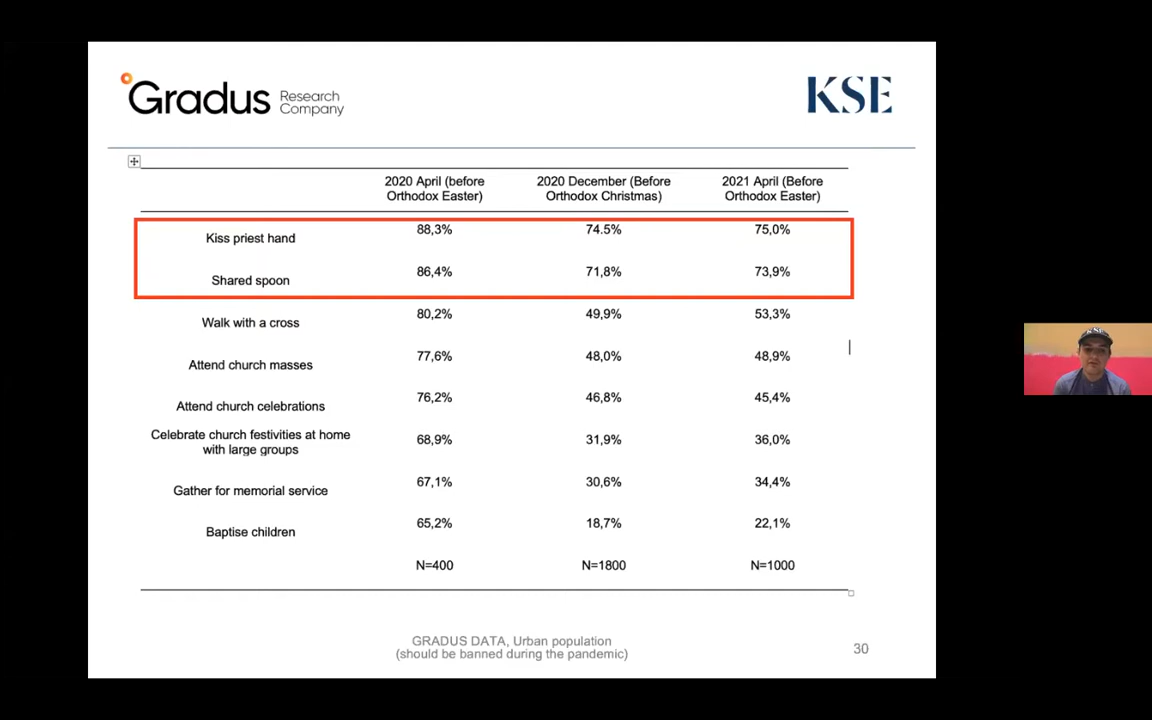 Gradus Research
Company
KSE
2020 April (before 2020 December (Before 2021 April (Before
Orthodox Easter) Orthodox Christmas) Orthodox Easter)
Kiss priest hand 88,3% 74.5% 75,0%
Shared spoon 86,4% 71,8% 73,9%
Walk with a cross 80,2% 49,9% 53,3%
Attend church masses 77,6% 48,0% 48,9%
Attend church celebrations 76,2% 46,8% 45,4%
Celebrate church festivities at home
with large groups 68,9% 31,9% 36,0%
Gather for memorial service 67,1% 30,6% 34,4%
Baptise children 65,2% 18,7% 22,1%
N=400 N=1800 N=1000
GRADUS DATA, Urban population
(should be banned during the pandemic)
30
KSE